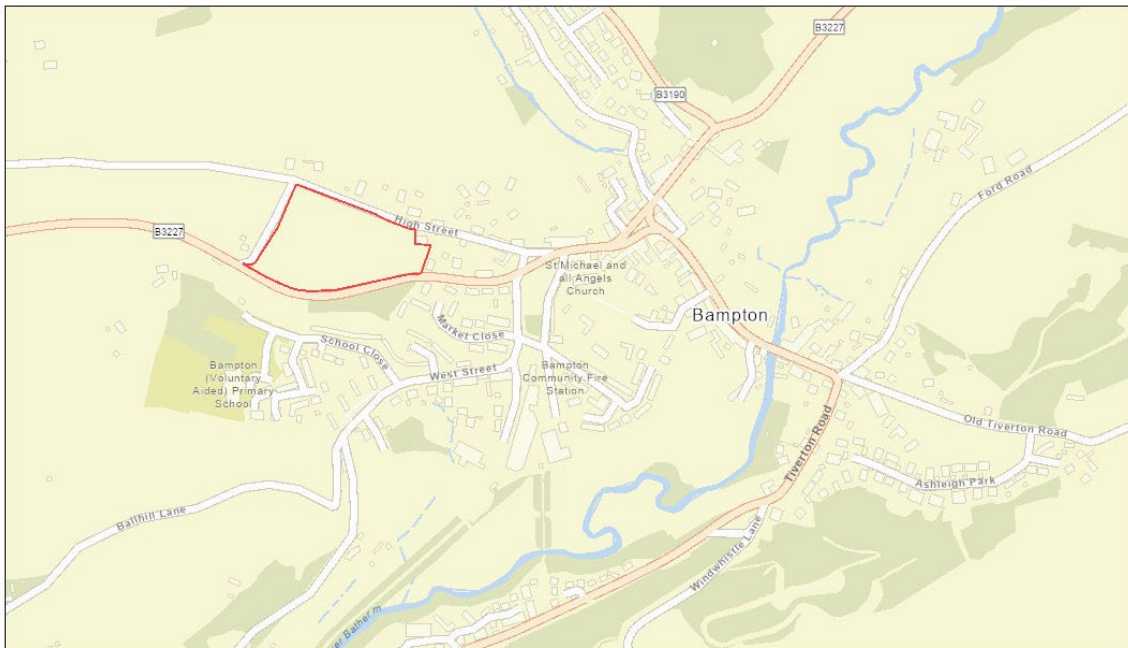 B3227
B3190
Ford Road
High Street
B3227
St Michael and
all Angels
Church
Bampton
Market Close
School Close
West Street
Bampton
(Voluntary
Aided) Primary
School
Bampton
Community Fire
Station
Tiverton Road
Old Tiverton Road
Ashleigh Park
Ballhill Lane
Windwhistle Lane